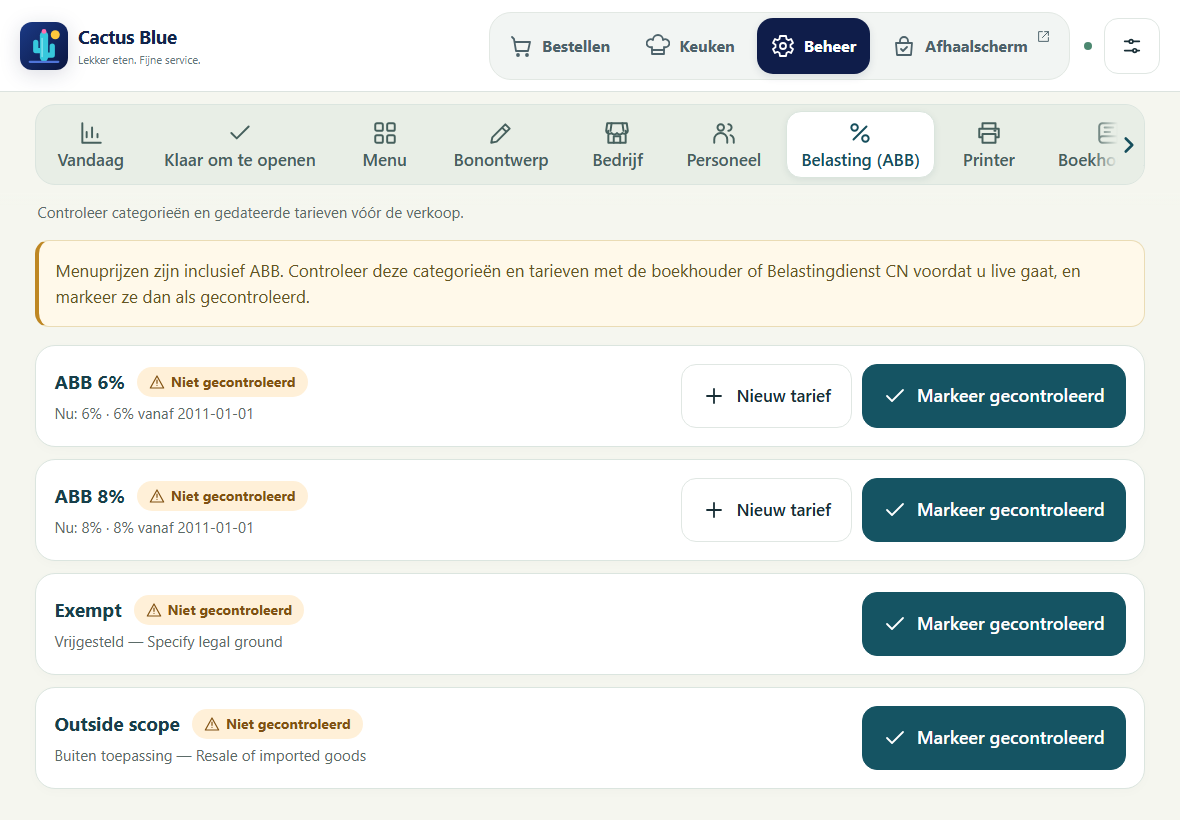 Cactus Blue
Lekker eten. Fijne service.
Bestellen
Keuken
Beheer
Afhaalscherm
Vandaag
Klaar om te openen
Menu
Bonontwerp
Bedrijf
Personeel
Belasting (ABB)
Printer
Boekho
Controleer categorieën en gedateerde tarieven vóór de verkoop.
Menuprijzen zijn inclusief ABB. Controleer deze categorieën en tarieven met de boekhouder of Belastingdienst CN voordat u live gaat, en
markeer ze dan als gecontroleerd.
ABB 6%
Niet gecontroleerd
Nu: 6% · 6% vanaf 2011-01-01
Nieuw tarief
Markeer gecontroleerd
ABB 8%
Niet gecontroleerd
Nu: 8% · 8% vanaf 2011-01-01
Nieuw tarief
Markeer gecontroleerd
Exempt
Niet gecontroleerd
Vrijgesteld — Specify legal ground
Markeer gecontroleerd
Outside scope
Niet gecontroleerd
Buiten toepassing — Resale of imported goods
Markeer gecontroleerd